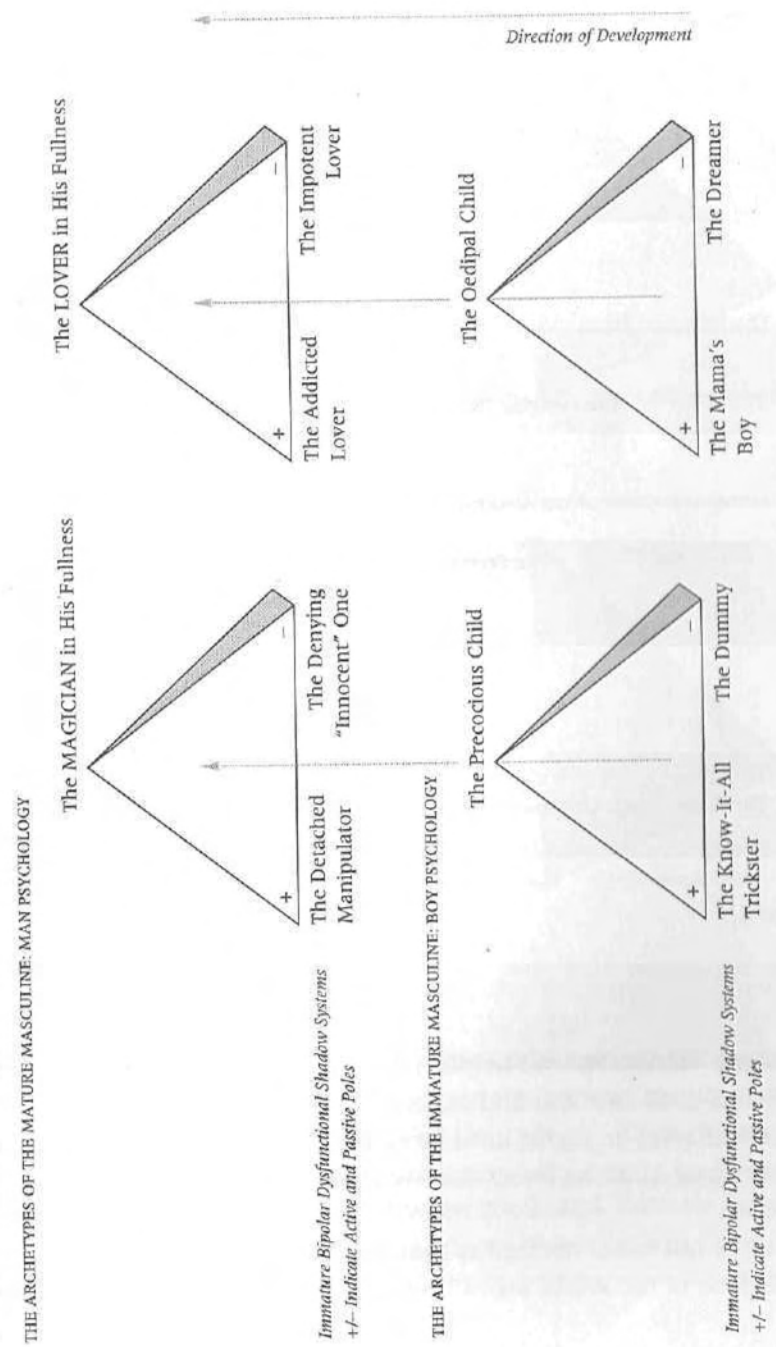 THE ARCHETYPES OF THE MATURE MASCULINE: MAN PSYCHOLOGY
The MAGICIAN in His Fullness
The LOVER in His Fullness
+
–
+
–
The Detached
Manipulator
The Denying
"Innocent" One
The Addicted
Lover
The Impotent
Lover
Immature Bipolar Dysfunctional Shadow Systems
+/– Indicate Active and Passive Poles
THE ARCHETYPES OF THE IMMATURE MASCULINE: BOY PSYCHOLOGY
The Precocious Child
The Oedipal Child
+
–
+
–
The Know-It-All
Trickster
The Dummy
The Mama's
Boy
The Dreamer
Immature Bipolar Dysfunctional Shadow Systems
+/– Indicate Active and Passive Poles
Direction of Development